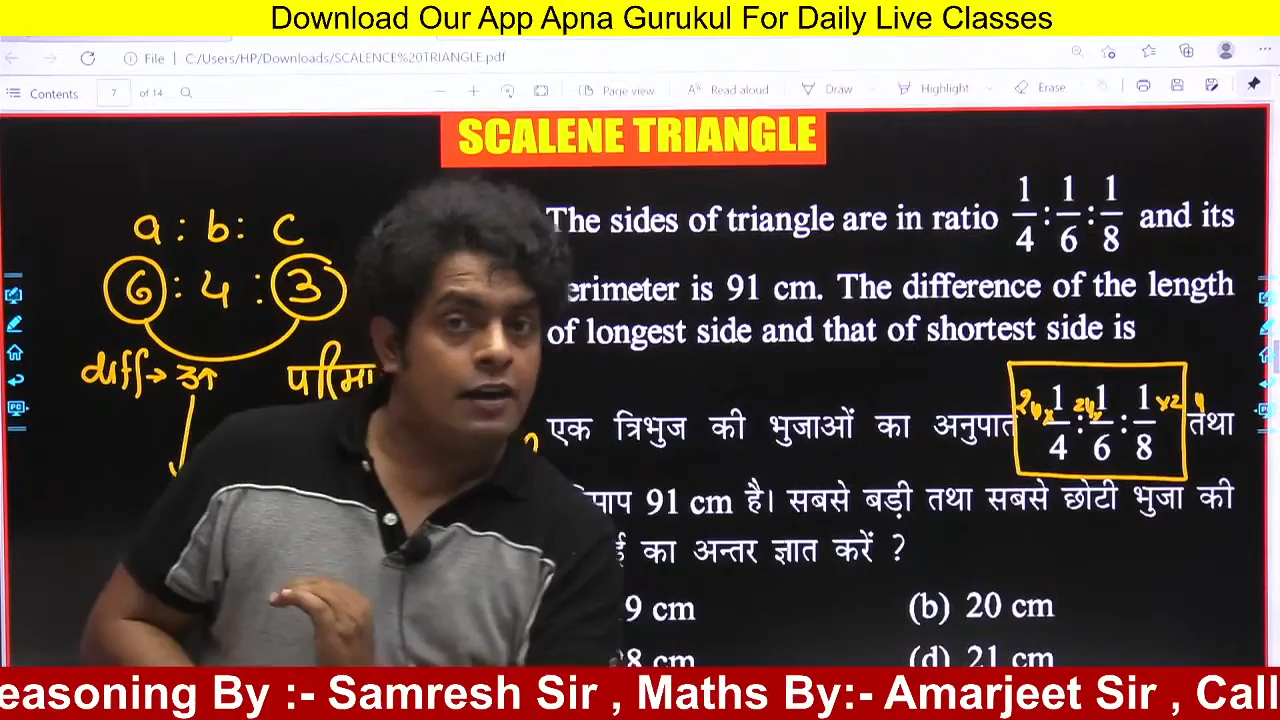 Download Our App Apna Gurukul For Daily Live Classes
File | C:/Users/HP/Downloads/SCALENCE%20TRIANGLE.pdf
Contents 7 of 14 Page view Read aloud Draw Highlight Erase
SCALENE TRIANGLE
a : b : c
6 : 4 : 3
diff→ 3x
The sides of triangle are in ratio 1/4 : 1/6 : 1/8 and its
erimeter is 91 cm. The difference of the length
of longest side and that of shortest side is
एक त्रिभुज की भुजाओं का अनुपात 1/4 : 1/6 : 1/8 तथा
माप 91 cm है। सबसे बड़ी तथा सबसे छोटी भुजा की
का अन्तर ज्ञात करें ?
9 cm
(b) 20 cm
8 cm
(d) 21 cm
easoning By :- Samresh Sir , Maths By:- Amarjeet Sir , Call